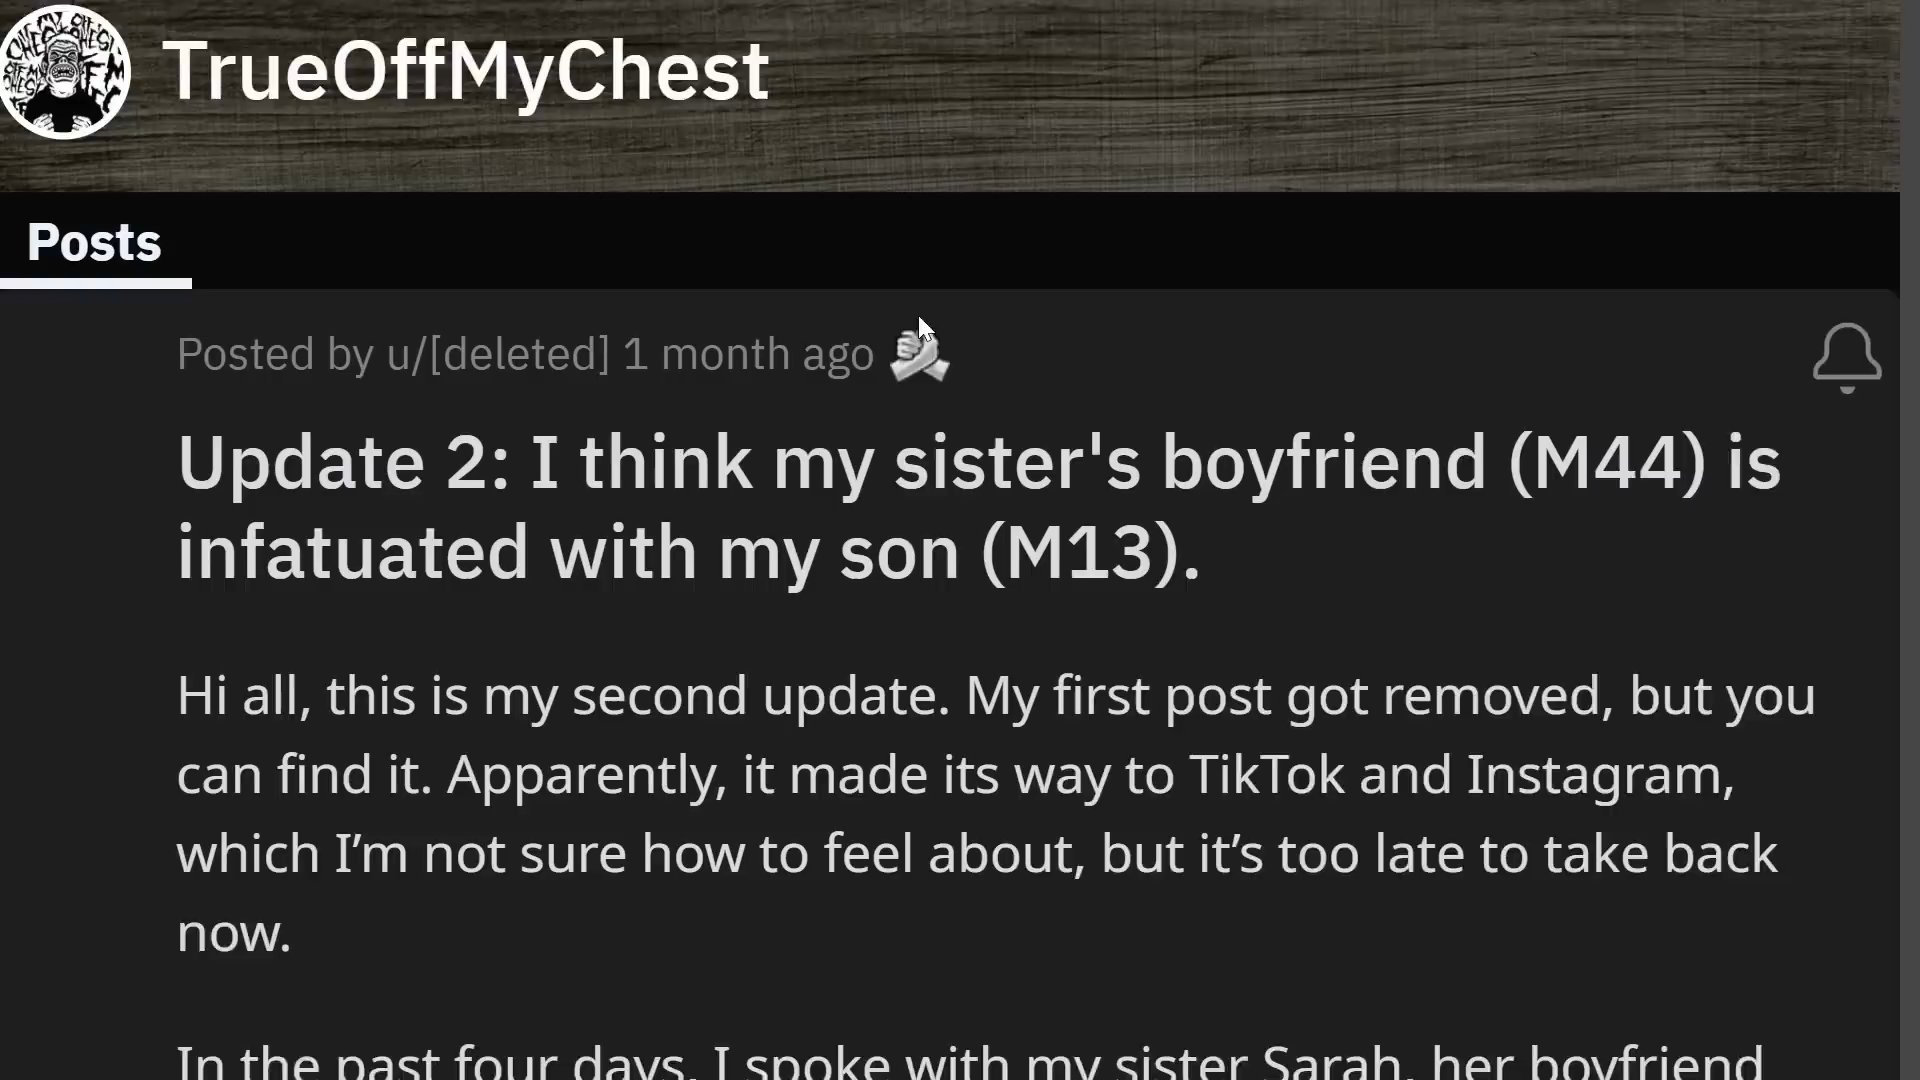 TrueOffMyChest
Posts
Posted by u/[deleted] 1 month ago
Update 2: I think my sister's boyfriend (M44) is
infatuated with my son (M13).
Hi all, this is my second update. My first post got removed, but you
can find it. Apparently, it made its way to TikTok and Instagram,
which I’m not sure how to feel about, but it’s too late to take back
now.
In the past four days, I spoke with my sister Sarah, her boyfriend